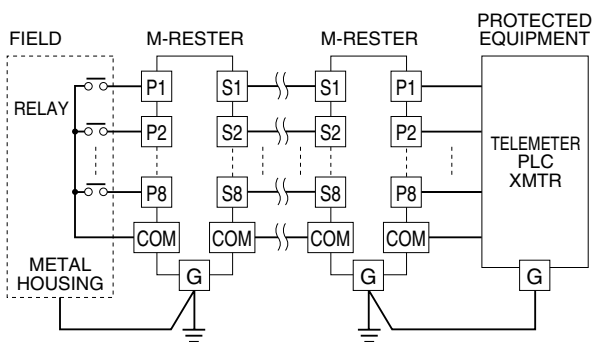 FIELD
M-RESTER
M-RESTER
PROTECTED
EQUIPMENT
RELAY
P1
S1
S1
P1
P2
S2
S2
P2
TELEMETER
PLC
XMTR
P8
S8
S8
P8
COM
COM
COM
COM
METAL
HOUSING
G
G
G